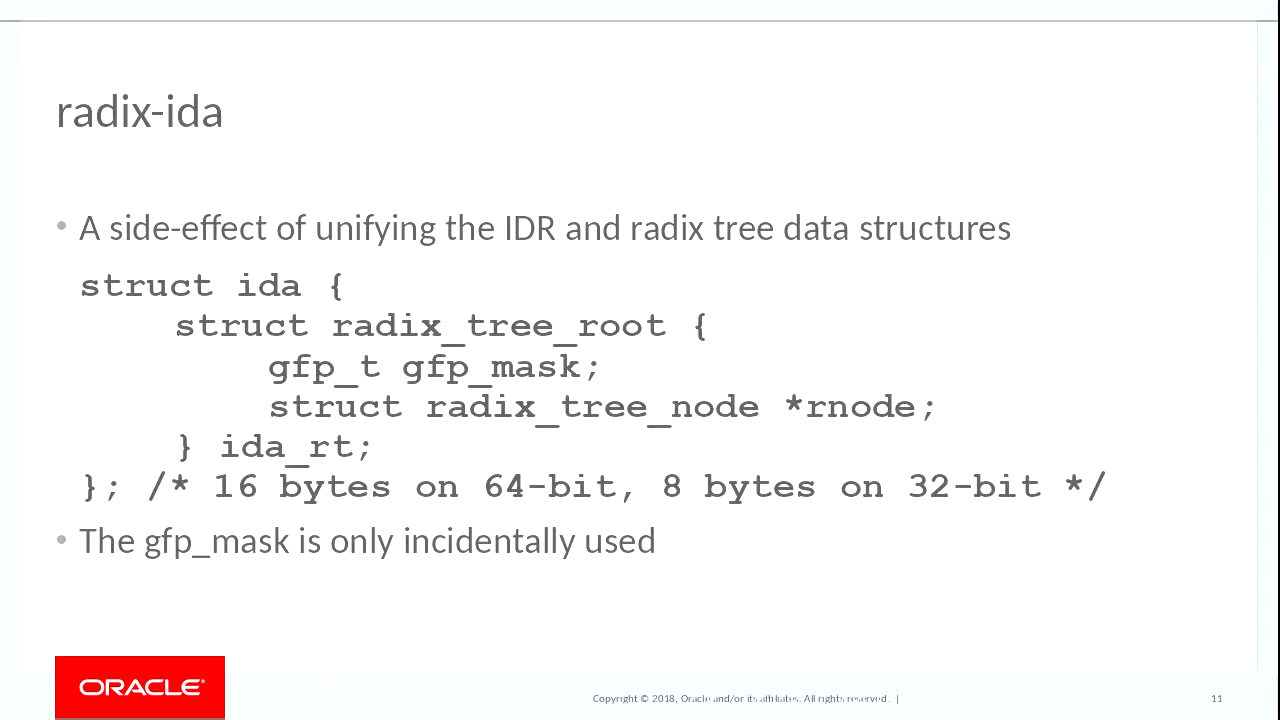 radix-ida
• A side-effect of unifying the IDR and radix tree data structures
struct ida {
struct radix_tree_root {
gfp_t gfp_mask;
struct radix_tree_node *rnode;
} ida_rt;
}; /* 16 bytes on 64-bit, 8 bytes on 32-bit */
• The gfp_mask is only incidentally used
ORACLE®
Copyright © 2018, Oracle and/or its affiliates. All rights reserved. |
11